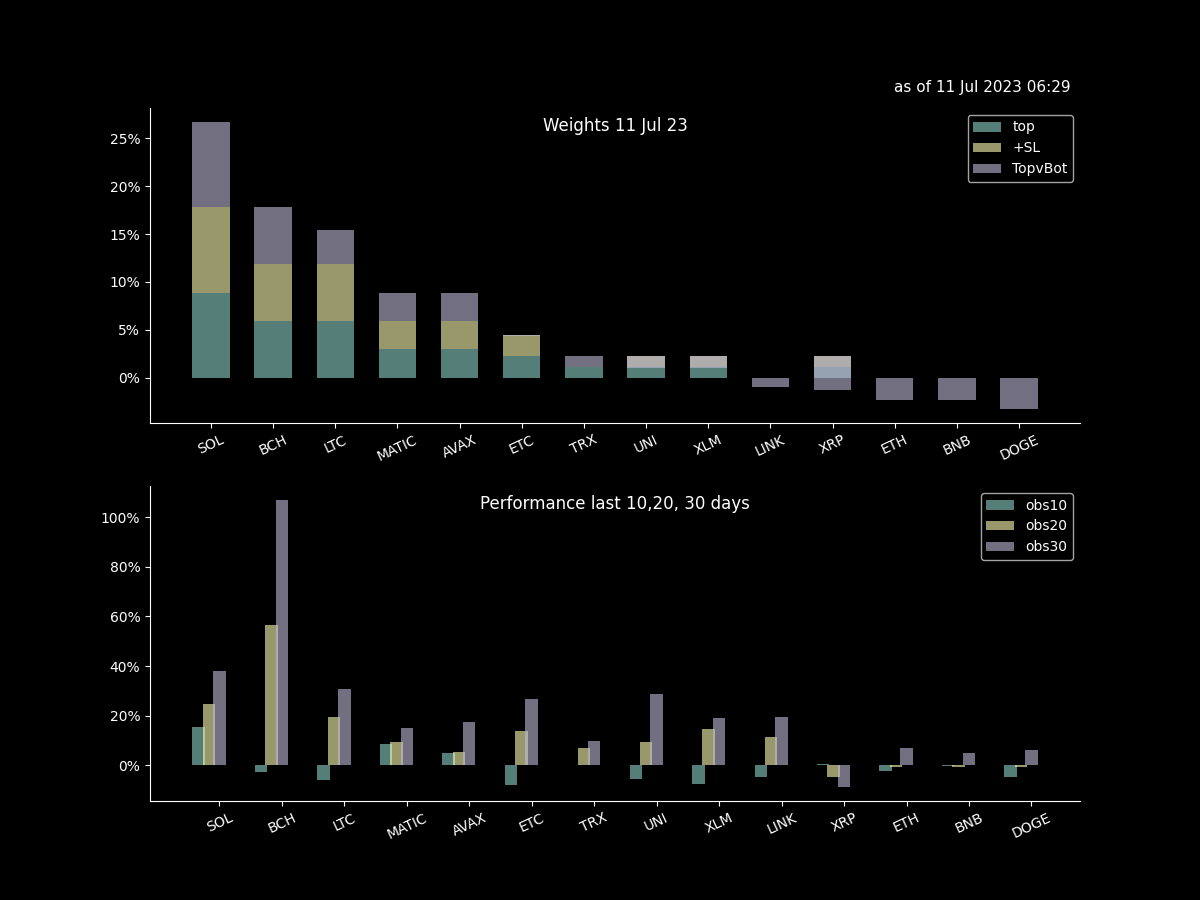 as of 11 Jul 2023 06:29
Weights 11 Jul 23
top
+SL
TopvBot
25%
20%
15%
10%
5%
0%
SOL BCH LTC MATIC AVAX ETC TRX UNI XLM LINK XRP ETH BNB DOGE
Performance last 10,20, 30 days
obs10
obs20
obs30
100%
80%
60%
40%
20%
0%
SOL BCH LTC MATIC AVAX ETC TRX UNI XLM LINK XRP ETH BNB DOGE